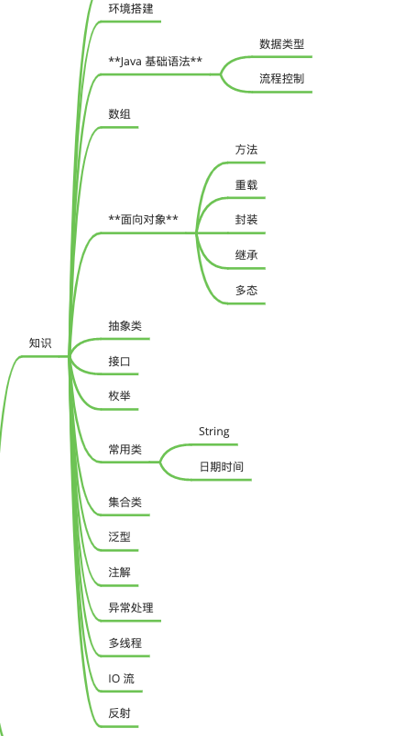 环境搭建
**Java 基础语法**
数据类型
流程控制
数组
**面向对象**
方法
重载
封装
继承
多态
知识
抽象类
接口
枚举
常用类
String
日期时间
集合类
泛型
注解
异常处理
多线程
IO 流
反射